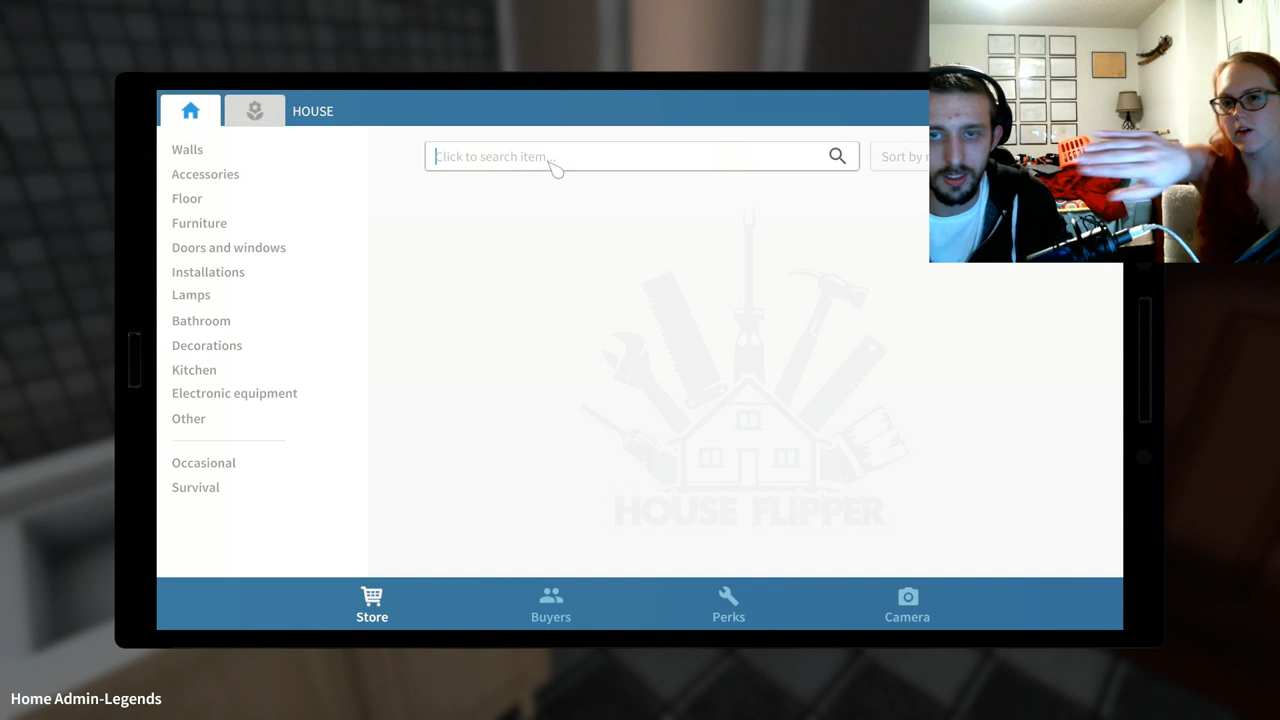 HOUSE
Walls
Click to search item...
Sort by
Accessories
Floor
Furniture
Doors and windows
Installations
Lamps
Bathroom
Decorations
Kitchen
Electronic equipment
Other
Occasional
Survival
HOUSE FLIPPER
Store
Buyers
Perks
Camera
Home Admin-Legends